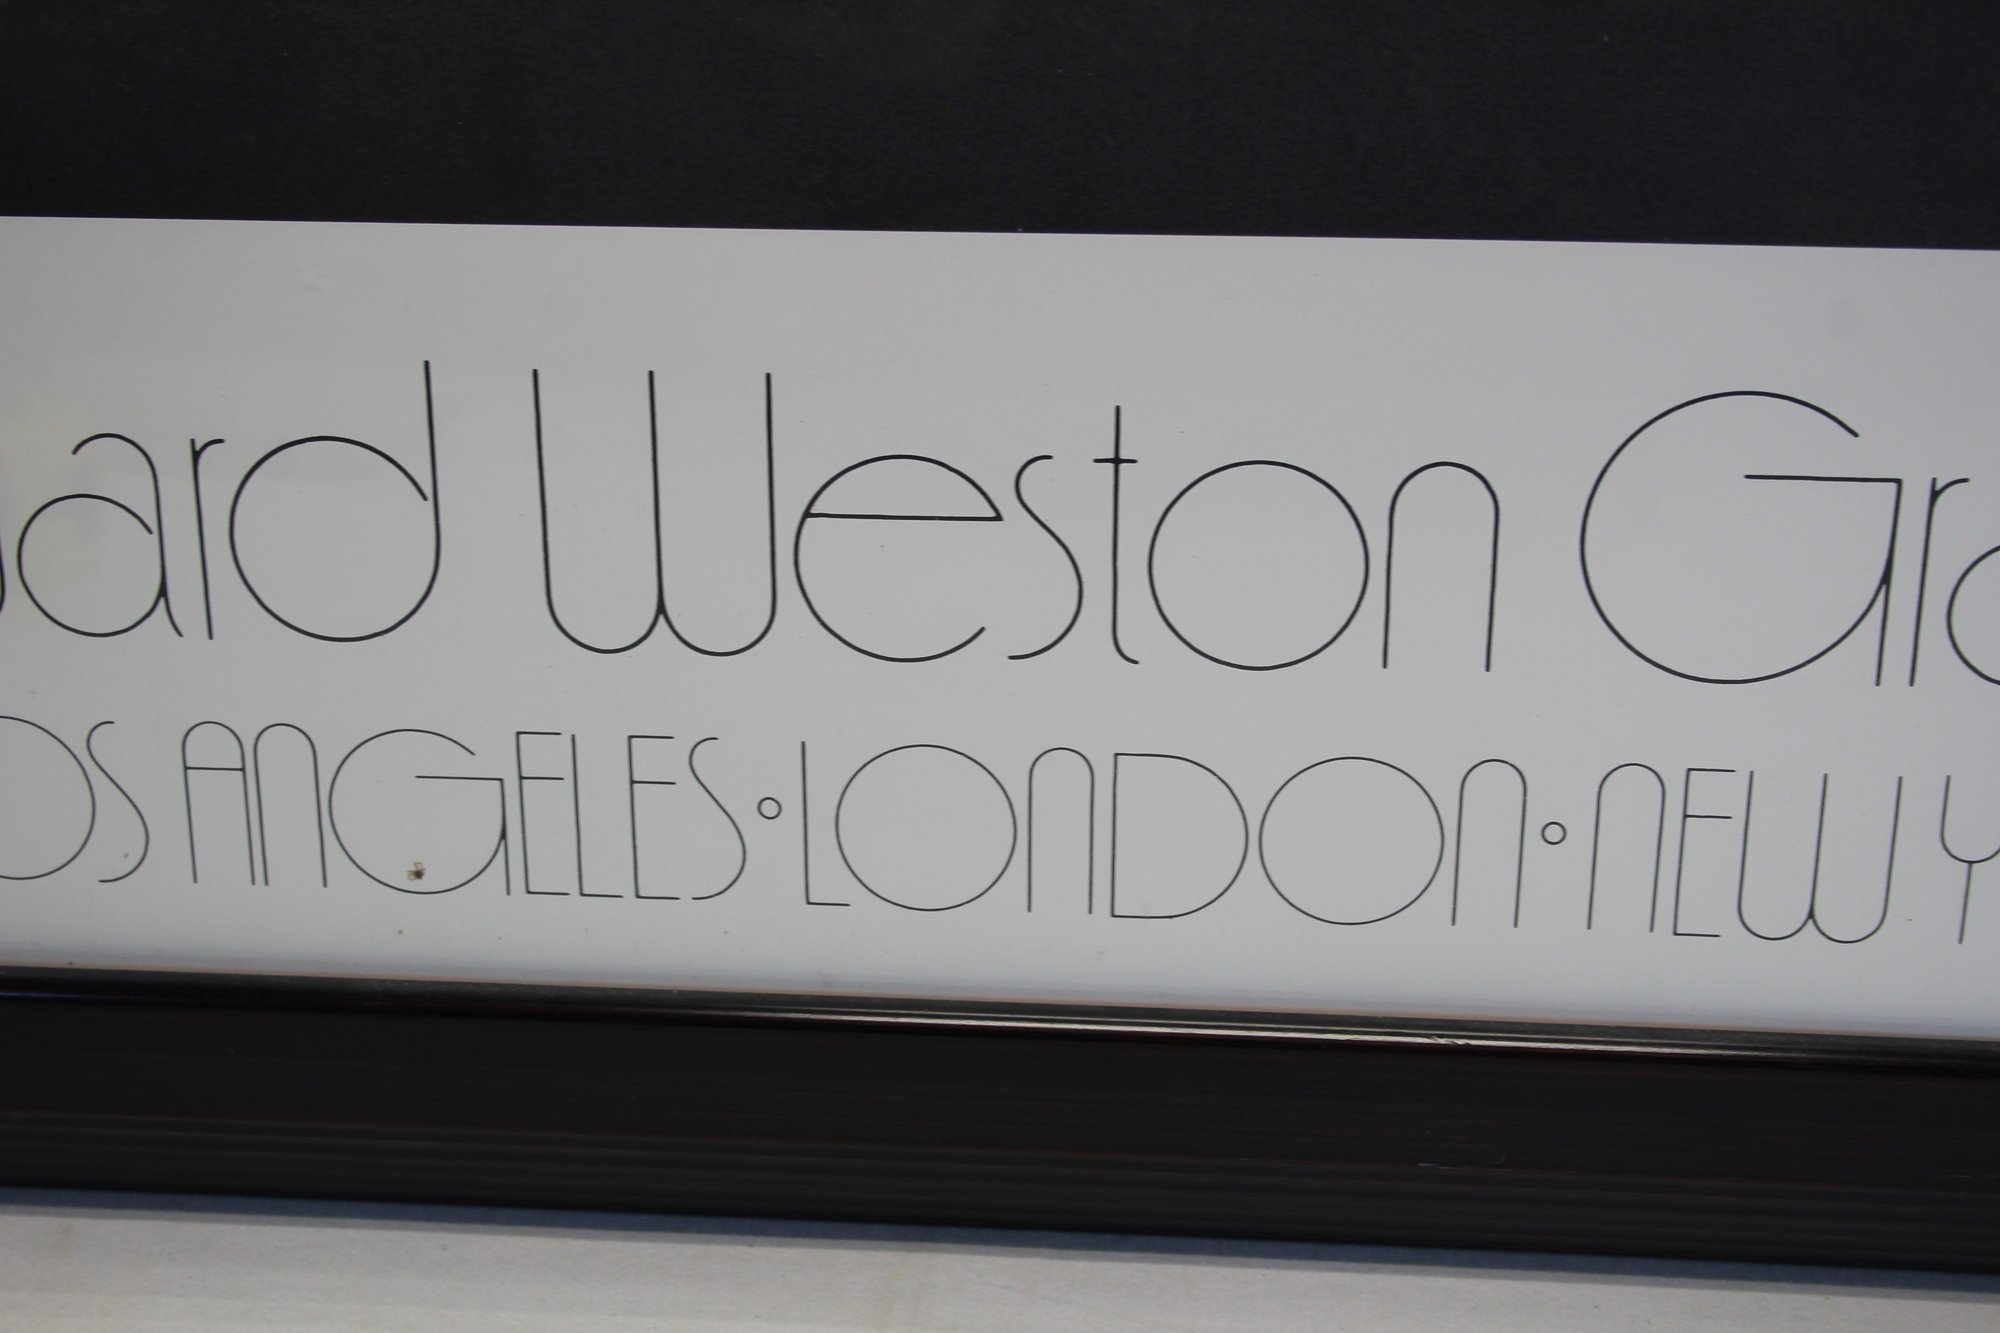 ard Weston Gra
OS ANGELES ° LONDON ° NEW Y